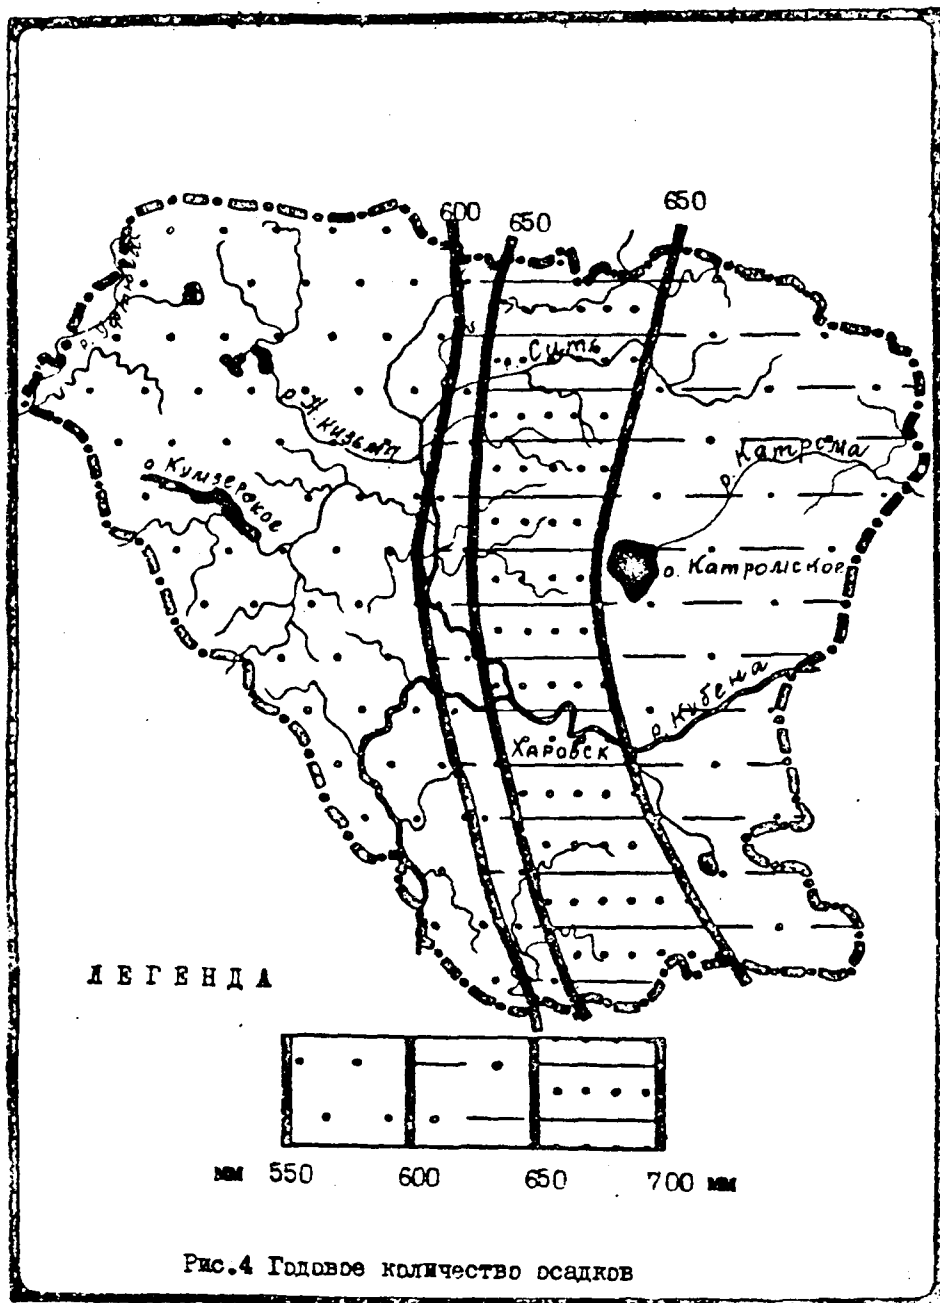 600
650
650
р. Уфтюга
р. Сить
р. Кизьма
р. Катрома
о. Кумзерское
о. Катромское
р. Кубена
Харовск
ЛЕГЕНДА
мм 550 600 650 700 мм
Рис.4 Годовое количество осадков